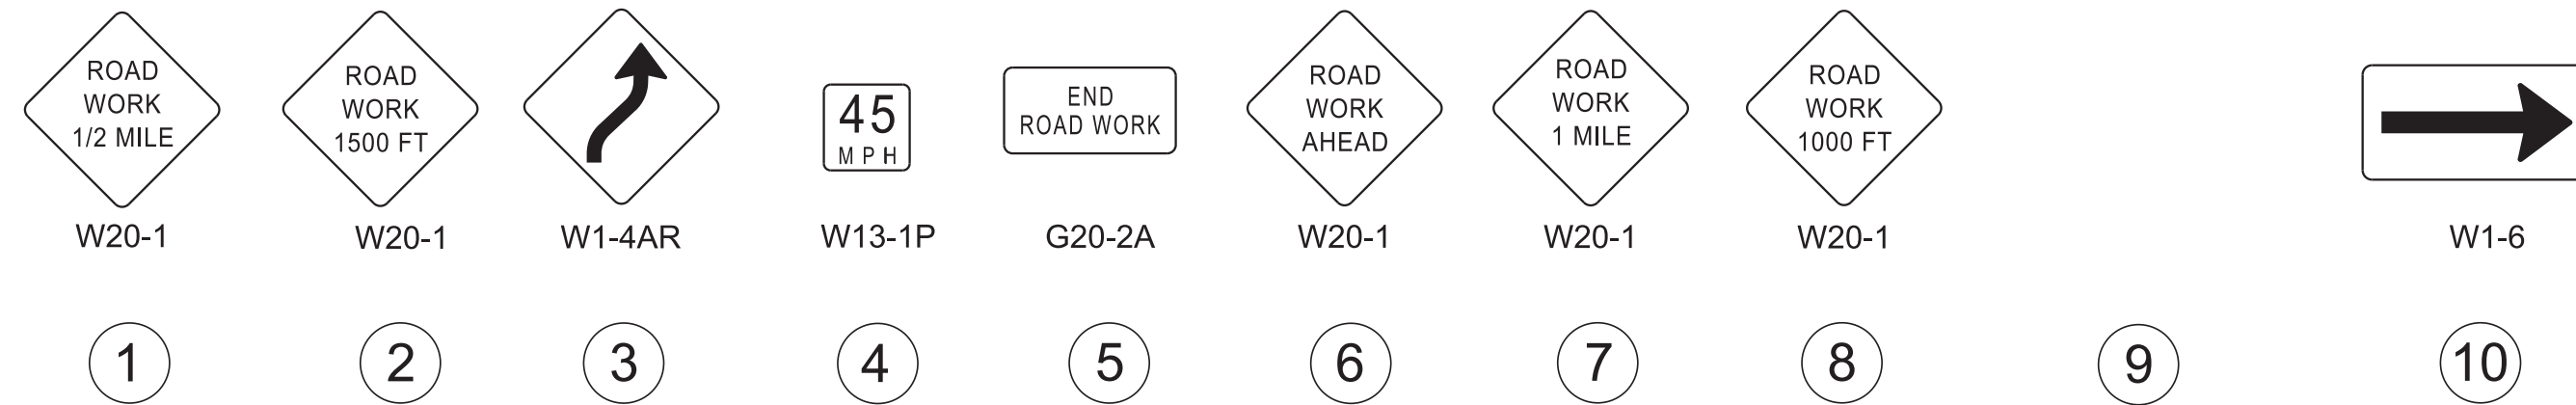 ROAD
WORK
1/2 MILE
W20-1
ROAD
WORK
1500 FT
W20-1
W1-4AR
45
MPH
W13-1P
END
ROAD WORK
G20-2A
ROAD
WORK
AHEAD
W20-1
ROAD
WORK
1 MILE
W20-1
ROAD
WORK
1000 FT
W20-1
W1-6
1
2
3
4
5
6
7
8
9
10